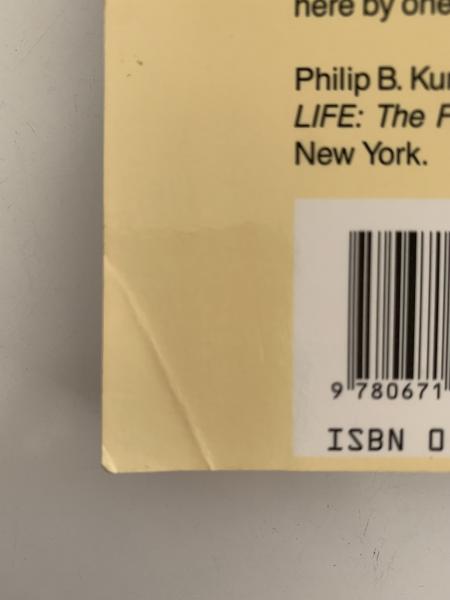 here by one
Philip B. Ku
LIFE: The F
New York.
9 780671
ISBN 0